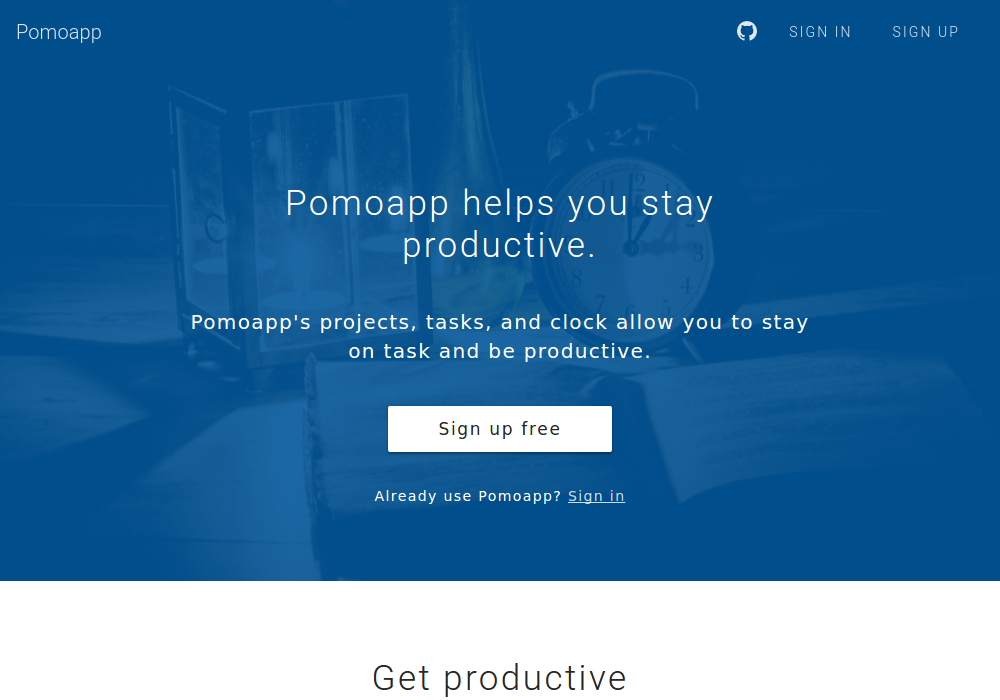 Pomoapp
SIGN IN
SIGN UP
Pomoapp helps you stay
productive.
Pomoapp's projects, tasks, and clock allow you to stay
on task and be productive.
Sign up free
Already use Pomoapp? Sign in
Get productive